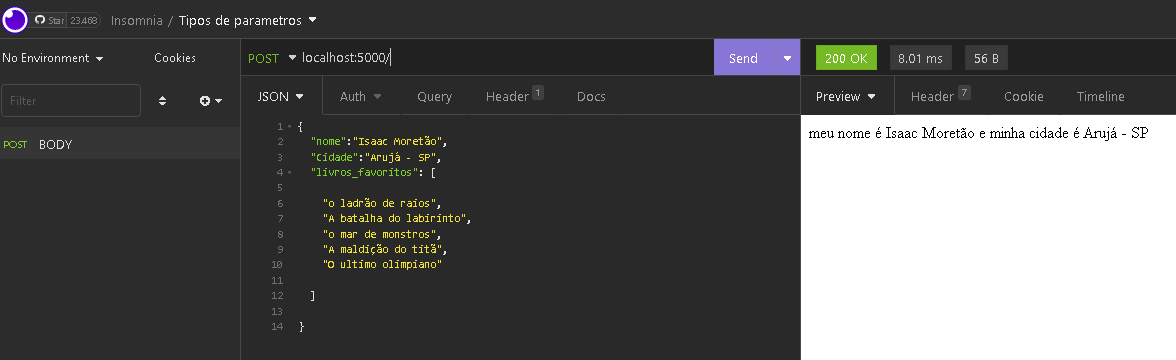 Star 23.468 Insomnia / Tipos de parametros
No Environment Cookies POST localhost:5000/ Send 200 OK 8.01 ms 56 B
Filter JSON Auth Query Header 1 Docs Preview Header 7 Cookie Timeline
POST BODY
1 {
2 "nome":"Isaac Moretão",
3 "Cidade":"Arujá - SP",
4 "livros_favoritos": [
5
6 "o ladrão de raios",
7 "A batalha do labirinto",
8 "o mar de monstros",
9 "A maldição do titã",
10 "O ultimo olimpiano"
11
12 ]
13
14 }
meu nome é Isaac Moretão e minha cidade é Arujá - SP